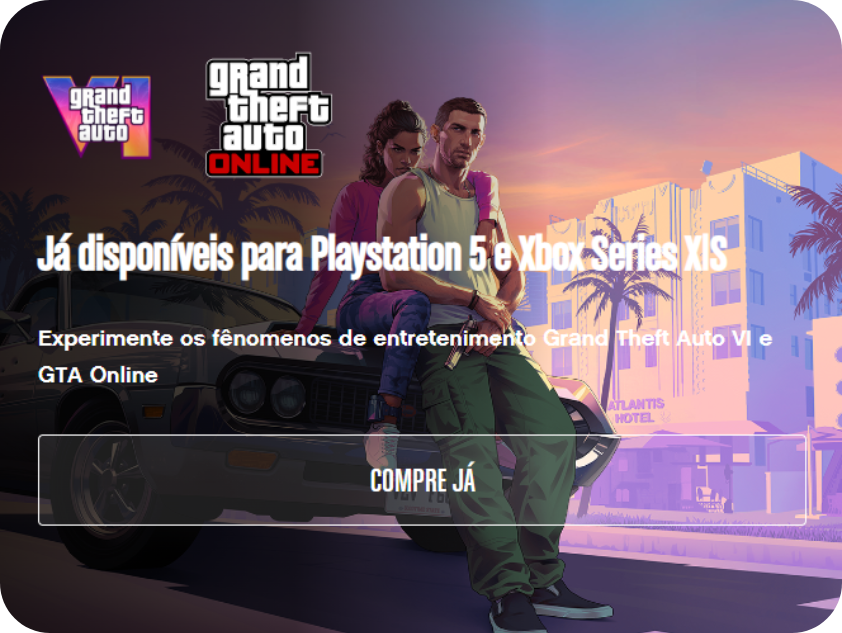 VI
grand
theft
auto
grand
theft
auto
ONLINE
Já disponíveis para Playstation 5 e Xbox Series X|S
Experimente os fênomenos de entretenimento Grand Theft Auto VI e
GTA Online
ATLANTIS
HOTEL
COMPRE JÁ